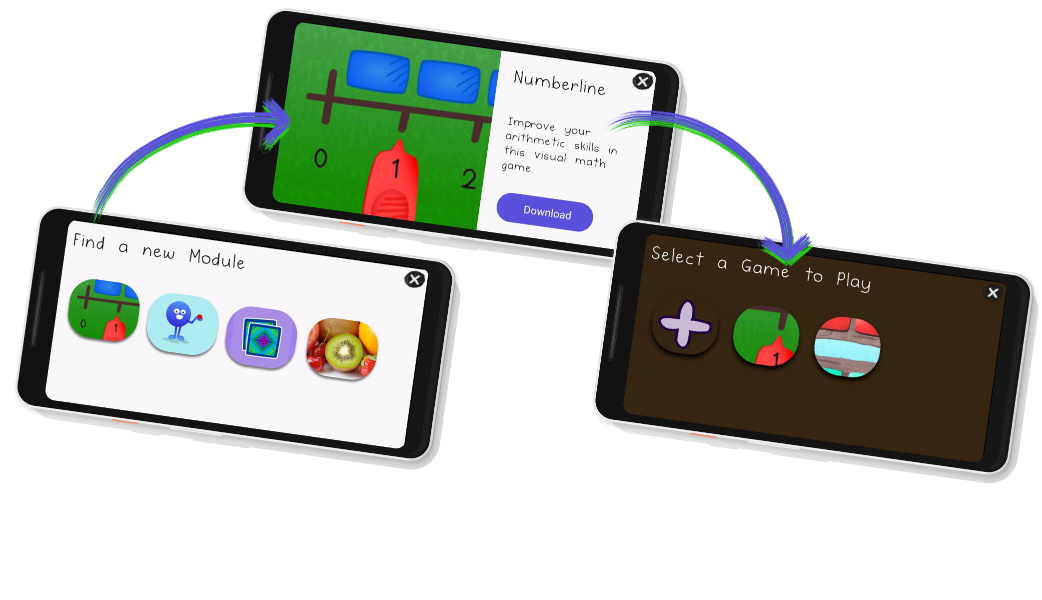 Find a new Module
0
1
0
1
2
Numberline
Improve your
arithmetic skills in
this visual math
game.
Download
Select a Game to Play
1